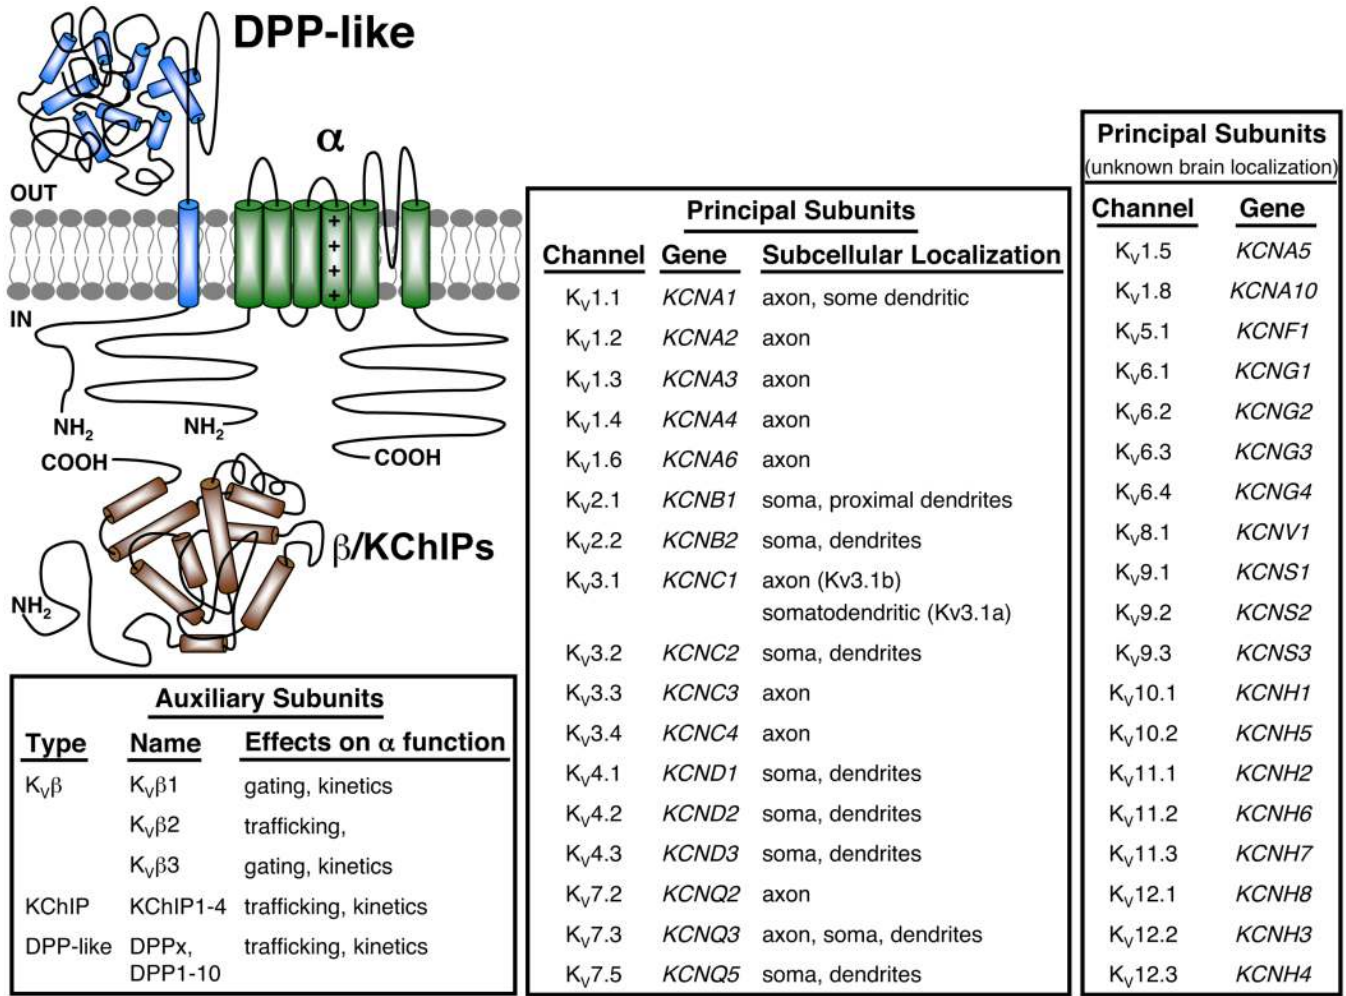 DPP-like
α
OUT
IN
NH₂
NH₂
COOH
COOH
β/KChIPs
NH₂
Auxiliary Subunits
Type Name Effects on α function
Kᵥβ Kᵥβ1 gating, kinetics
Kᵥβ2 trafficking,
Kᵥβ3 gating, kinetics
KChIP KChIP1-4 trafficking, kinetics
DPP-like DPPx, trafficking, kinetics
DPP1-10
Principal Subunits
Channel Gene Subcellular Localization
Kᵥ1.1 KCNA1 axon, some dendritic
Kᵥ1.2 KCNA2 axon
Kᵥ1.3 KCNA3 axon
Kᵥ1.4 KCNA4 axon
Kᵥ1.6 KCNA6 axon
Kᵥ2.1 KCNB1 soma, proximal dendrites
Kᵥ2.2 KCNB2 soma, dendrites
Kᵥ3.1 KCNC1 axon (Kv3.1b)
somatodendritic (Kv3.1a)
Kᵥ3.2 KCNC2 soma, dendrites
Kᵥ3.3 KCNC3 axon
Kᵥ3.4 KCNC4 axon
Kᵥ4.1 KCND1 soma, dendrites
Kᵥ4.2 KCND2 soma, dendrites
Kᵥ4.3 KCND3 soma, dendrites
Kᵥ7.2 KCNQ2 axon
Kᵥ7.3 KCNQ3 axon, soma, dendrites
Kᵥ7.5 KCNQ5 soma, dendrites
Principal Subunits
(unknown brain localization)
Channel Gene
Kᵥ1.5 KCNA5
Kᵥ1.8 KCNA10
Kᵥ5.1 KCNF1
Kᵥ6.1 KCNG1
Kᵥ6.2 KCNG2
Kᵥ6.3 KCNG3
Kᵥ6.4 KCNG4
Kᵥ8.1 KCNV1
Kᵥ9.1 KCNS1
Kᵥ9.2 KCNS2
Kᵥ9.3 KCNS3
Kᵥ10.1 KCNH1
Kᵥ10.2 KCNH5
Kᵥ11.1 KCNH2
Kᵥ11.2 KCNH6
Kᵥ11.3 KCNH7
Kᵥ12.1 KCNH8
Kᵥ12.2 KCNH3
Kᵥ12.3 KCNH4